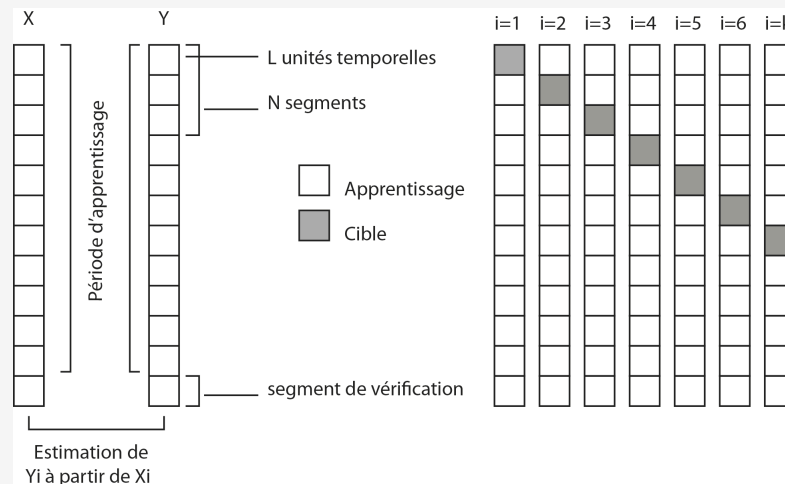 X
Y
i=1
i=2
i=3
i=4
i=5
i=6
L unités temporelles
N segments
Apprentissage
Cible
Période d'apprentissage
segment de vérification
Estimation de
Yi à partir de Xi